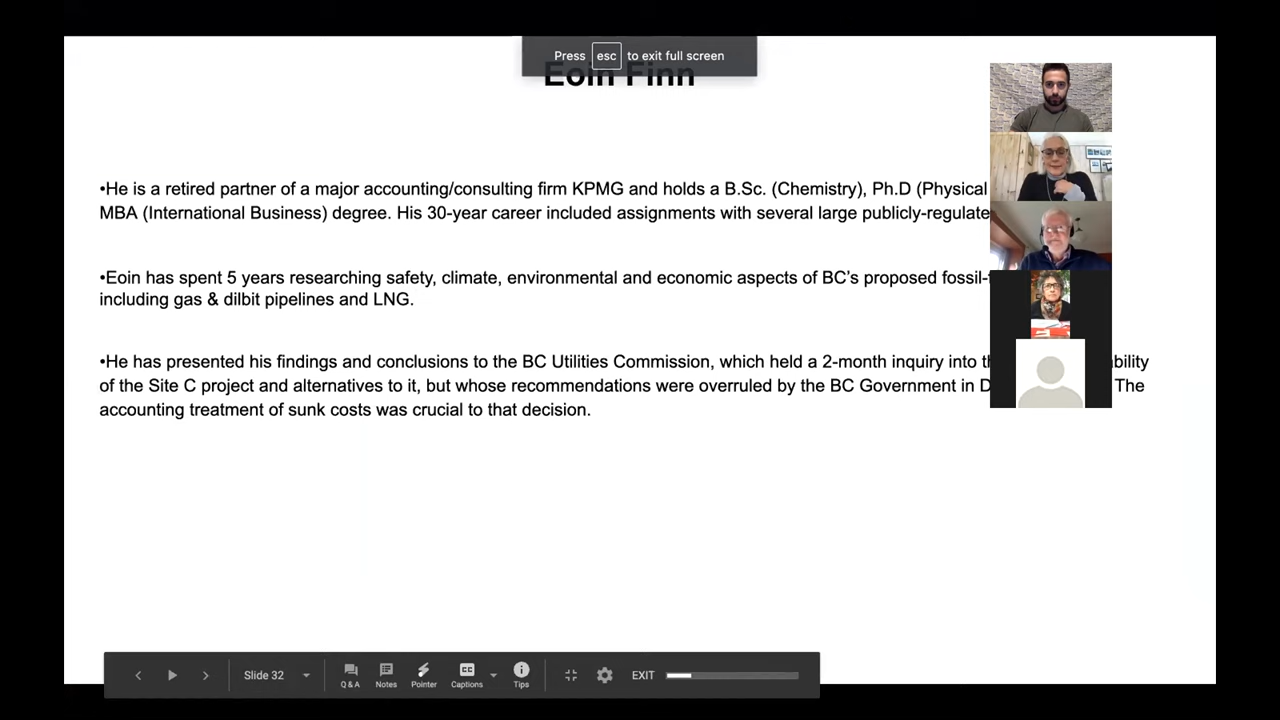 Press esc to exit full screen
Eoin Finn
•He is a retired partner of a major accounting/consulting firm KPMG and holds a B.Sc. (Chemistry), Ph.D (Physical
MBA (International Business) degree. His 30-year career included assignments with several large publicly-regulate
•Eoin has spent 5 years researching safety, climate, environmental and economic aspects of BC's proposed fossil-
including gas & dilbit pipelines and LNG.
•He has presented his findings and conclusions to the BC Utilities Commission, which held a 2-month inquiry into bility
of the Site C project and alternatives to it, but whose recommendations were overruled by the BC Government in The
accounting treatment of sunk costs was crucial to that decision.
Slide 32 Q & A Notes Pointer CC Captions Tips EXIT